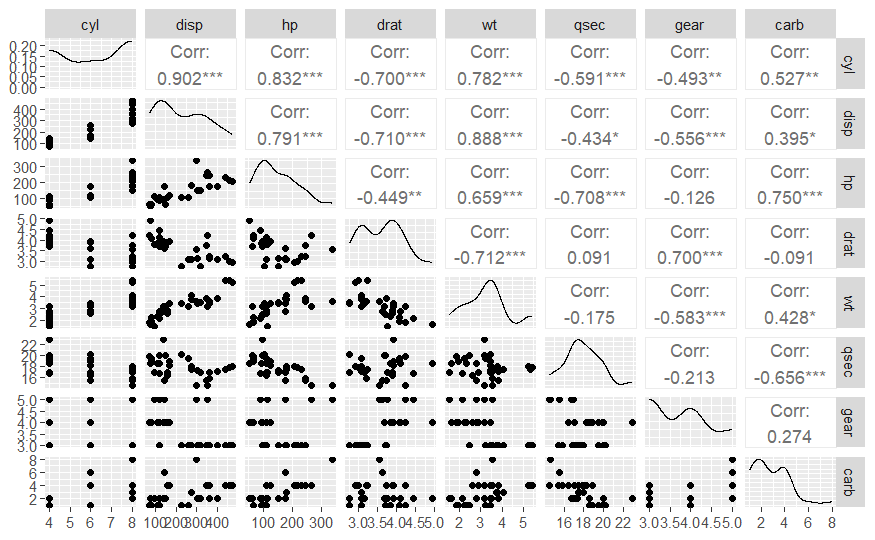 cyl disp hp drat wt qsec gear carb
0.20
0.15
0.10
0.05
0.00
Corr: Corr: Corr: Corr: Corr: Corr: Corr:
0.902*** 0.832*** -0.700*** 0.782*** -0.591*** -0.493** 0.527**
cyl
400
300
200
100
Corr: Corr: Corr: Corr: Corr: Corr:
0.791*** -0.710*** 0.888*** -0.434* -0.556*** 0.395*
disp
300
200
100
Corr: Corr: Corr: Corr: Corr:
-0.449** 0.659*** -0.708*** -0.126 0.750***
hp
5.0
4.5
4.0
3.5
3.0
Corr: Corr: Corr: Corr:
-0.712*** 0.091 0.700*** -0.091
drat
5
4
3
2
Corr: Corr: Corr:
-0.175 -0.583*** 0.428*
wt
22
20
18
16
Corr: Corr:
-0.213 -0.656***
qsec
5.0
4.5
4.0
3.5
3.0
Corr:
0.274
gear
8
6
4
2
carb
4 5 6 7 8 100 200 300 400 100 200 300 3.0 3.5 4.0 4.5 5.0 2 3 4 5 16 18 20 22 3.0 3.5 4.0 4.5 5.0 2 4 6 8